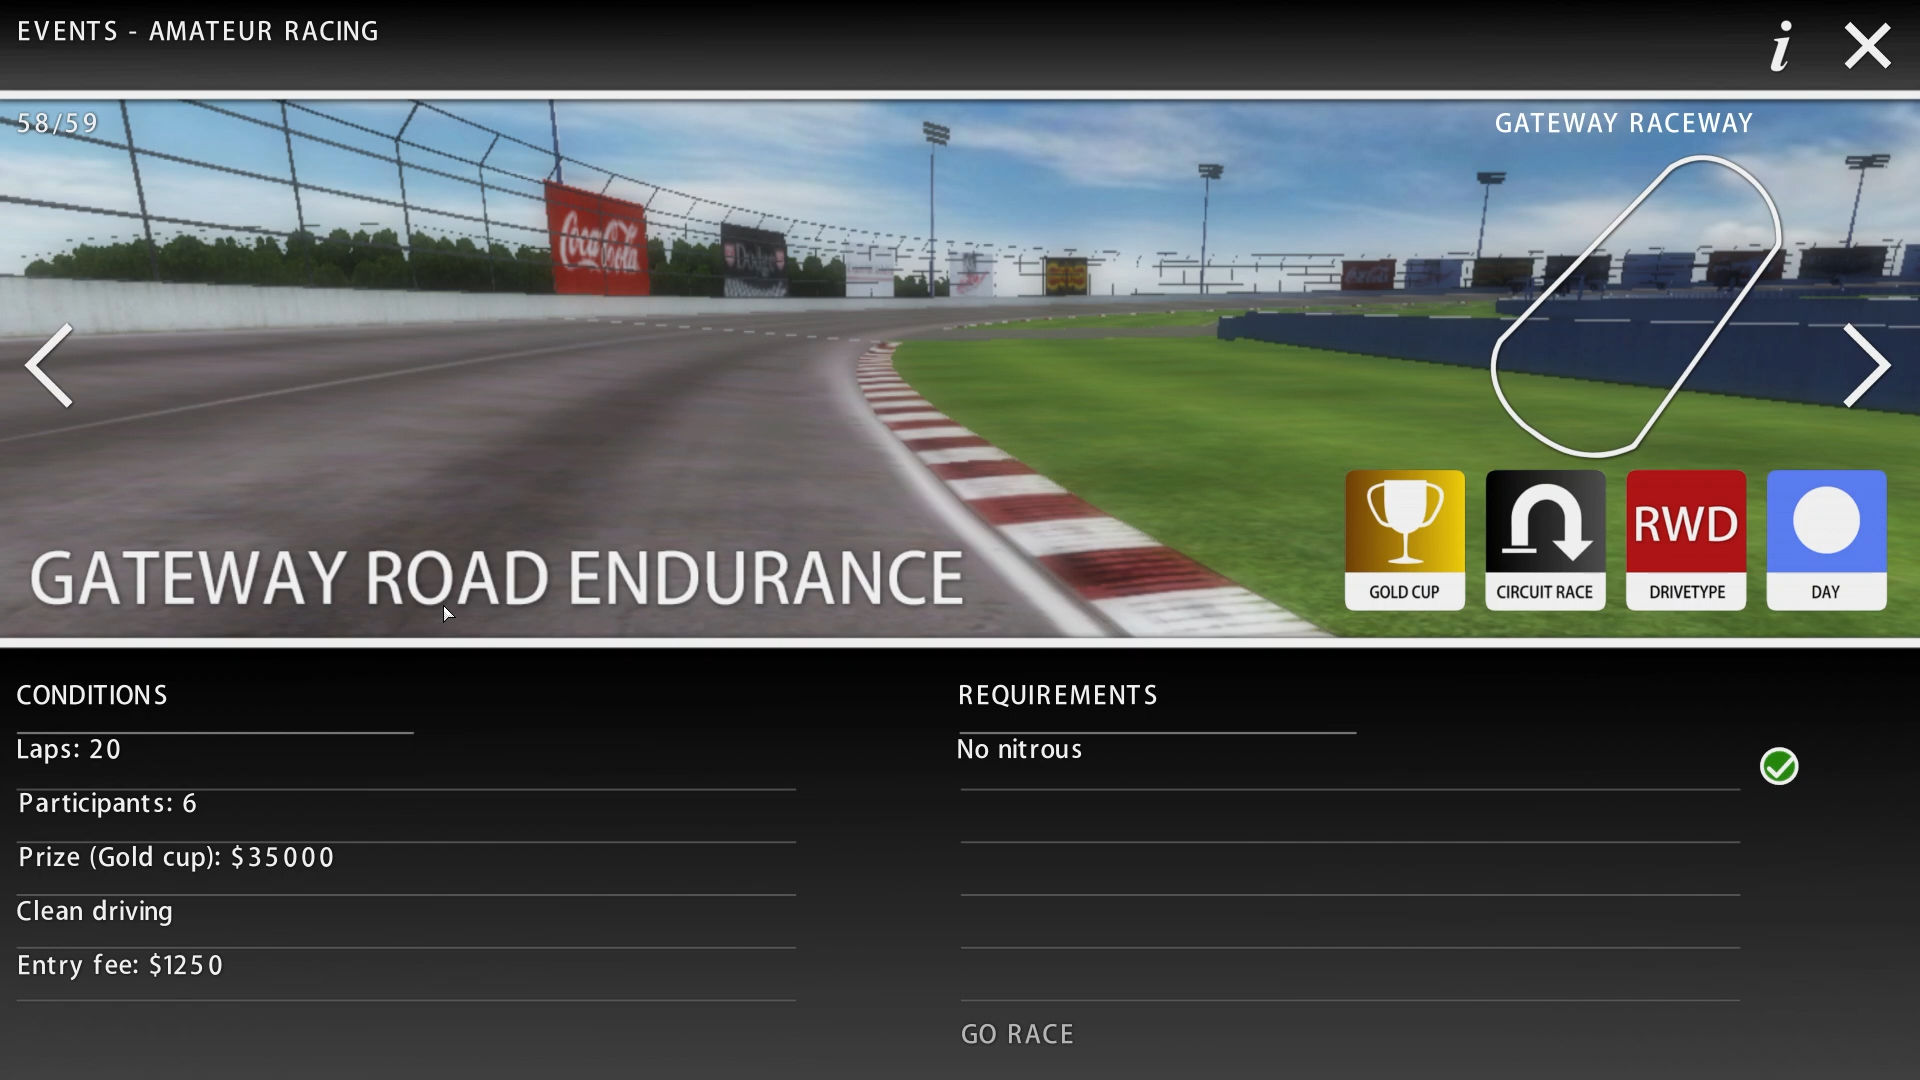 EVENTS - AMATEUR RACING
i
58/59
GATEWAY RACEWAY
Coca-Cola
Dodge
GATEWAY ROAD ENDURANCE
GOLD CUP
CIRCUIT RACE
RWD
DRIVETYPE
DAY
CONDITIONS
Laps: 20
Participants: 6
Prize (Gold cup): $35000
Clean driving
Entry fee: $1250
REQUIREMENTS
No nitrous
GO RACE